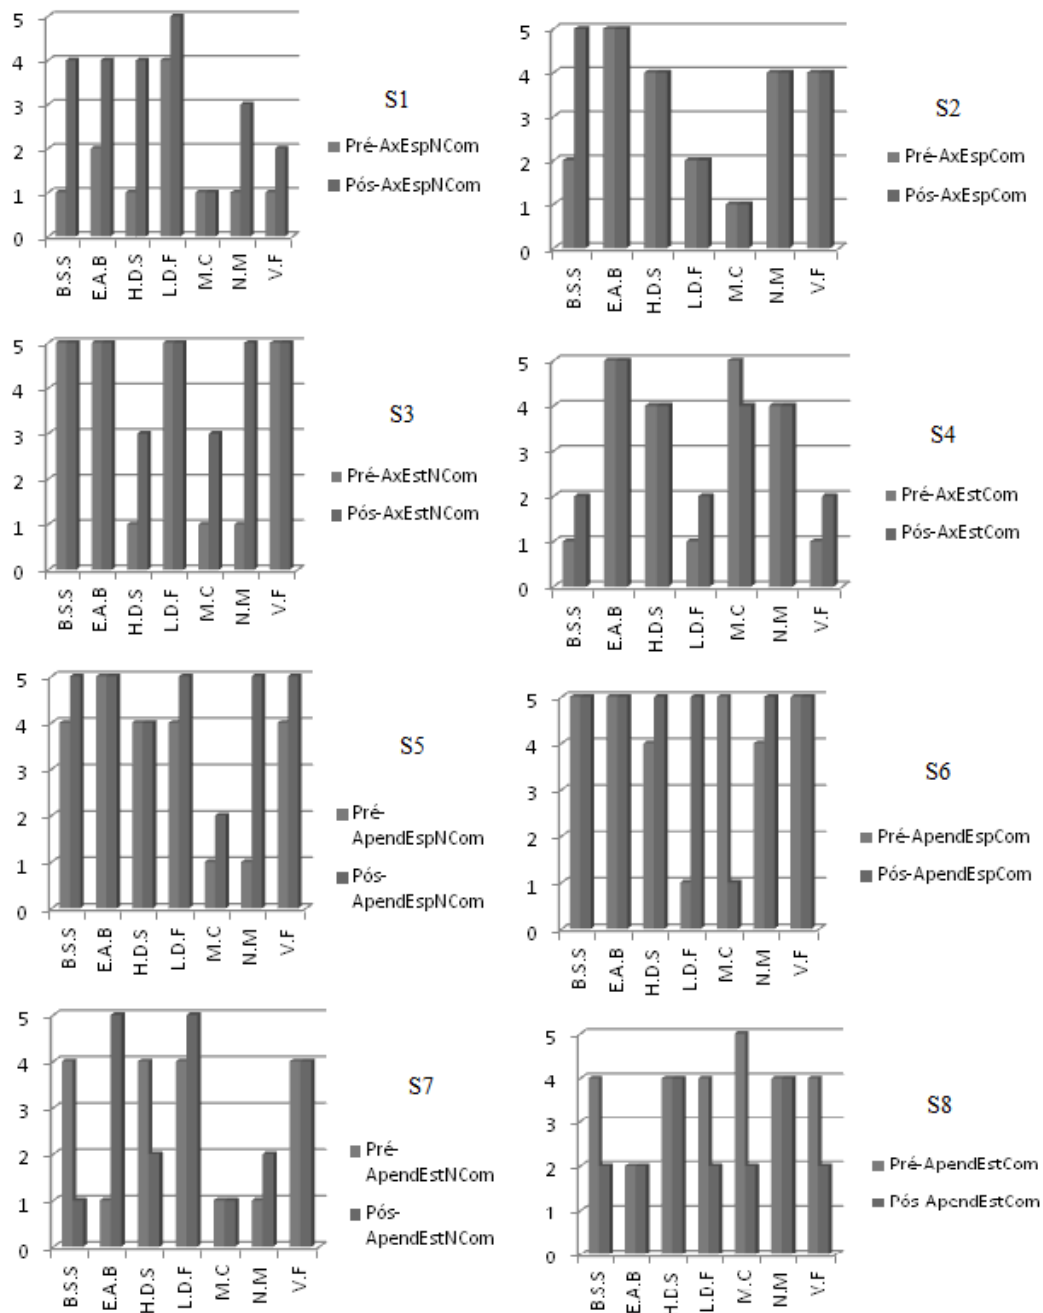 5
4
3
2
1
0
B.S.S
E.A.B
H.D.S
L.D.F
M.C
N.M
V.F
S1
Pré-AxEspNCom
Pós-AxEspNCom
5
4
3
2
1
0
B.S.S
E.A.B
H.D.S
L.D.F
M.C
N.M
V.F
S2
Pré-AxEspCom
Pós-AxEspCom
5
4
3
2
1
0
B.S.S
E.A.B
H.D.S
L.D.F
M.C
N.M
V.F
S3
Pré-AxEstNCom
Pós-AxEstNCom
5
4
3
2
1
0
B.S.S
E.A.B
H.D.S
L.D.F
M.C
N.M
V.F
S4
Pré-AxEstCom
Pós-AxEstCom
5
4
3
2
1
0
B.S.S
E.A.B
H.D.S
L.D.F
M.C
N.M
V.F
S5
Pré-
ApendEspNCom
Pós-
ApendEspNCom
5
4
3
2
1
0
B.S.S
E.A.B
H.D.S
L.D.F
M.C
N.M
V.F
S6
Pré-ApendEspCom
Pós-ApendEspCom
5
4
3
2
1
0
B.S.S
E.A.B
H.D.S
L.D.F
M.C
N.M
V.F
S7
Pré-
ApendEstNCom
Pós-
ApendEstNCom
5
4
3
2
1
0
B.S.S
E.A.B
H.D.S
L.D.F
M.C
N.M
V.F
S8
Pré-ApendEstCom
Pós-ApendEstCom